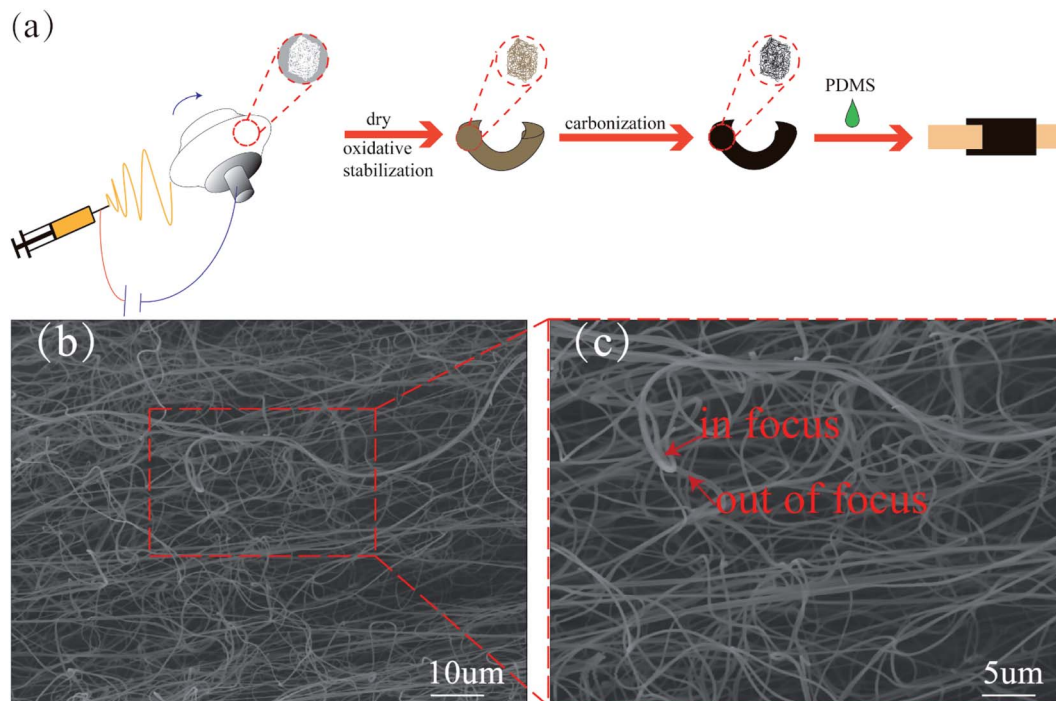 (a)
dry
oxidative
stabilization
carbonization
PDMS
(b)
10um
(c)
in focus
out of focus
5um